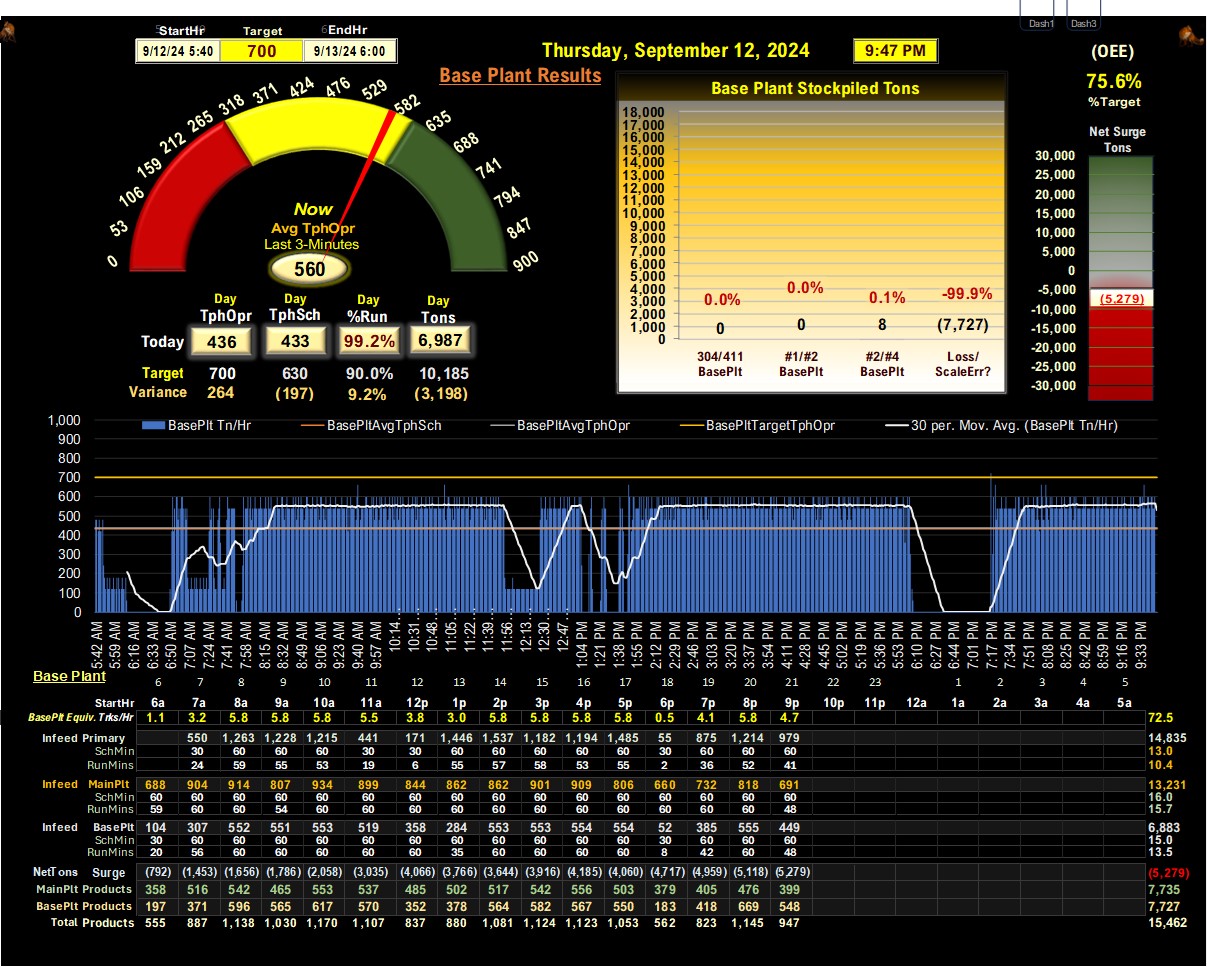 Dash1 Dash3
StartHr Target EndHr
9/12/24 5:40 700 9/13/24 6:00
Thursday, September 12, 2024 9:47 PM
Base Plant Results
(OEE)
75.6%
%Target
Net Surge
Tons
30,000
25,000
20,000
15,000
10,000
5,000
0
-5,000
(5,279)
-10,000
-15,000
-20,000
-25,000
-30,000
0 53 106 159 212 265 318 371 424 476 529 582 635 688 741 794 847 900
Now
Avg TphOpr
Last 3-Minutes
560
Day Day Day Day
TphOpr TphSch %Run Tons
Today 436 433 99.2% 6,987
Target 700 630 90.0% 10,185
Variance 264 (197) 9.2% (3,198)
Base Plant Stockpiled Tons
18,000
17,000
16,000
15,000
14,000
13,000
12,000
11,000
10,000
9,000
8,000
7,000
6,000
5,000
4,000
3,000
2,000
1,000
0
0.0% 0.0% 0.1% -99.9%
0 0 8 (7,727)
304/411 #1/#2 #2/#4 Loss/
BasePlt BasePlt BasePlt ScaleErr?
BasePlt Tn/Hr BasePltAvgTphSch BasePltAvgTphOpr BasePltTargetTphOpr 30 per. Mov. Avg. (BasePlt Tn/Hr)
1,000
900
800
700
600
500
400
300
200
100
0
5:42 AM 5:59 AM 6:16 AM 6:33 AM 6:50 AM 7:07 AM 7:24 AM 7:41 AM 7:58 AM 8:15 AM 8:32 AM 8:49 AM 9:06 AM 9:23 AM 9:40 AM 9:57 AM 10:14... 10:31... 10:48... 11:05... 11:22... 11:39... 11:56... 12:13... 12:30... 12:47... 1:04 PM 1:21 PM 1:38 PM 1:55 PM 2:12 PM 2:29 PM 2:46 PM 3:03 PM 3:20 PM 3:37 PM 3:54 PM 4:11 PM 4:28 PM 4:45 PM 5:02 PM 5:19 PM 5:36 PM 5:53 PM 6:10 PM 6:27 PM 6:44 PM 7:01 PM 7:17 PM 7:34 PM 7:51 PM 8:08 PM 8:25 PM 8:42 PM 8:59 PM 9:16 PM 9:33 PM
Base Plant
6 7 8 9 10 11 12 13 14 15 16 17 18 19 20 21 22 23 1 2 3 4 5
StartHr 6a 7a 8a 9a 10a 11a 12p 1p 2p 3p 4p 5p 6p 7p 8p 9p 10p 11p 12a 1a 2a 3a 4a 5a
BasePlt Equiv. Trks/Hr 1.1 3.2 5.8 5.8 5.8 5.5 3.8 3.0 5.8 5.8 5.8 5.8 0.5 4.1 5.8 4.7 72.5
Infeed Primary 550 1,263 1,228 1,215 441 171 1,446 1,537 1,182 1,194 1,485 55 875 1,214 979 14,835
SchMin 30 60 60 60 30 30 60 60 60 60 60 30 60 60 60 13.0
RunMins 24 59 55 53 19 6 55 57 58 53 55 2 36 52 41 10.4
Infeed MainPlt 688 904 914 807 934 899 844 862 862 901 909 806 660 732 818 691 13,231
SchMin 60 60 60 60 60 60 60 60 60 60 60 60 60 60 60 60 16.0
RunMins 59 60 60 54 60 60 60 60 60 60 60 60 60 60 60 48 15.7
Infeed BasePlt 104 307 552 551 553 519 358 284 553 553 554 554 52 385 555 449 6,883
SchMin 30 60 60 60 60 60 60 60 60 60 60 60 30 60 60 60 15.0
RunMins 20 56 60 60 60 60 60 35 60 60 60 60 8 42 60 48 13.5
NetTons Surge (792) (1,453) (1,656) (1,786) (2,058) (3,035) (4,066) (3,766) (3,644) (3,916) (4,185) (4,060) (4,717) (4,959) (5,118) (5,279) (5,279)
MainPlt Products 358 516 542 465 553 537 485 502 517 542 556 503 379 405 476 399 7,735
BasePlt Products 197 371 596 565 617 570 352 378 564 582 567 550 183 418 669 548 7,727
Total Products 555 887 1,138 1,030 1,170 1,107 837 880 1,081 1,124 1,123 1,053 562 823 1,145 947 15,462